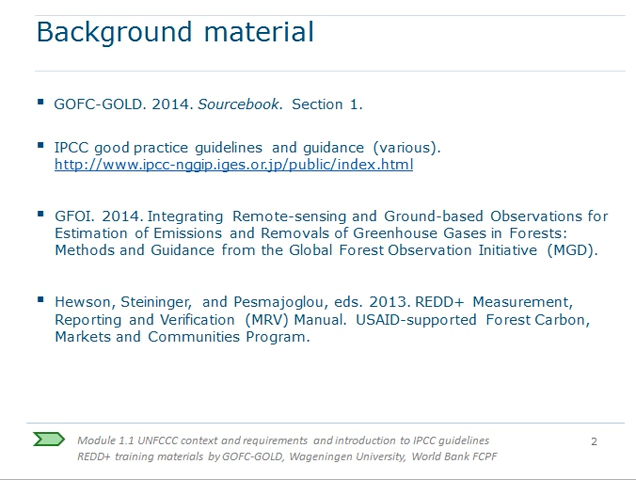 Background material
▪ GOFC-GOLD. 2014. Sourcebook. Section 1.
▪ IPCC good practice guidelines and guidance (various).
http://www.ipcc-nggip.iges.or.jp/public/index.html
▪ GFOI. 2014. Integrating Remote-sensing and Ground-based Observations for
Estimation of Emissions and Removals of Greenhouse Gases in Forests:
Methods and Guidance from the Global Forest Observation Initiative (MGD).
▪ Hewson, Steininger, and Pesmajoglou, eds. 2013. REDD+ Measurement,
Reporting and Verification (MRV) Manual. USAID-supported Forest Carbon,
Markets and Communities Program.
Module 1.1 UNFCCC context and requirements and introduction to IPCC guidelines
REDD+ training materials by GOFC-GOLD, Wageningen University, World Bank FCPF
2